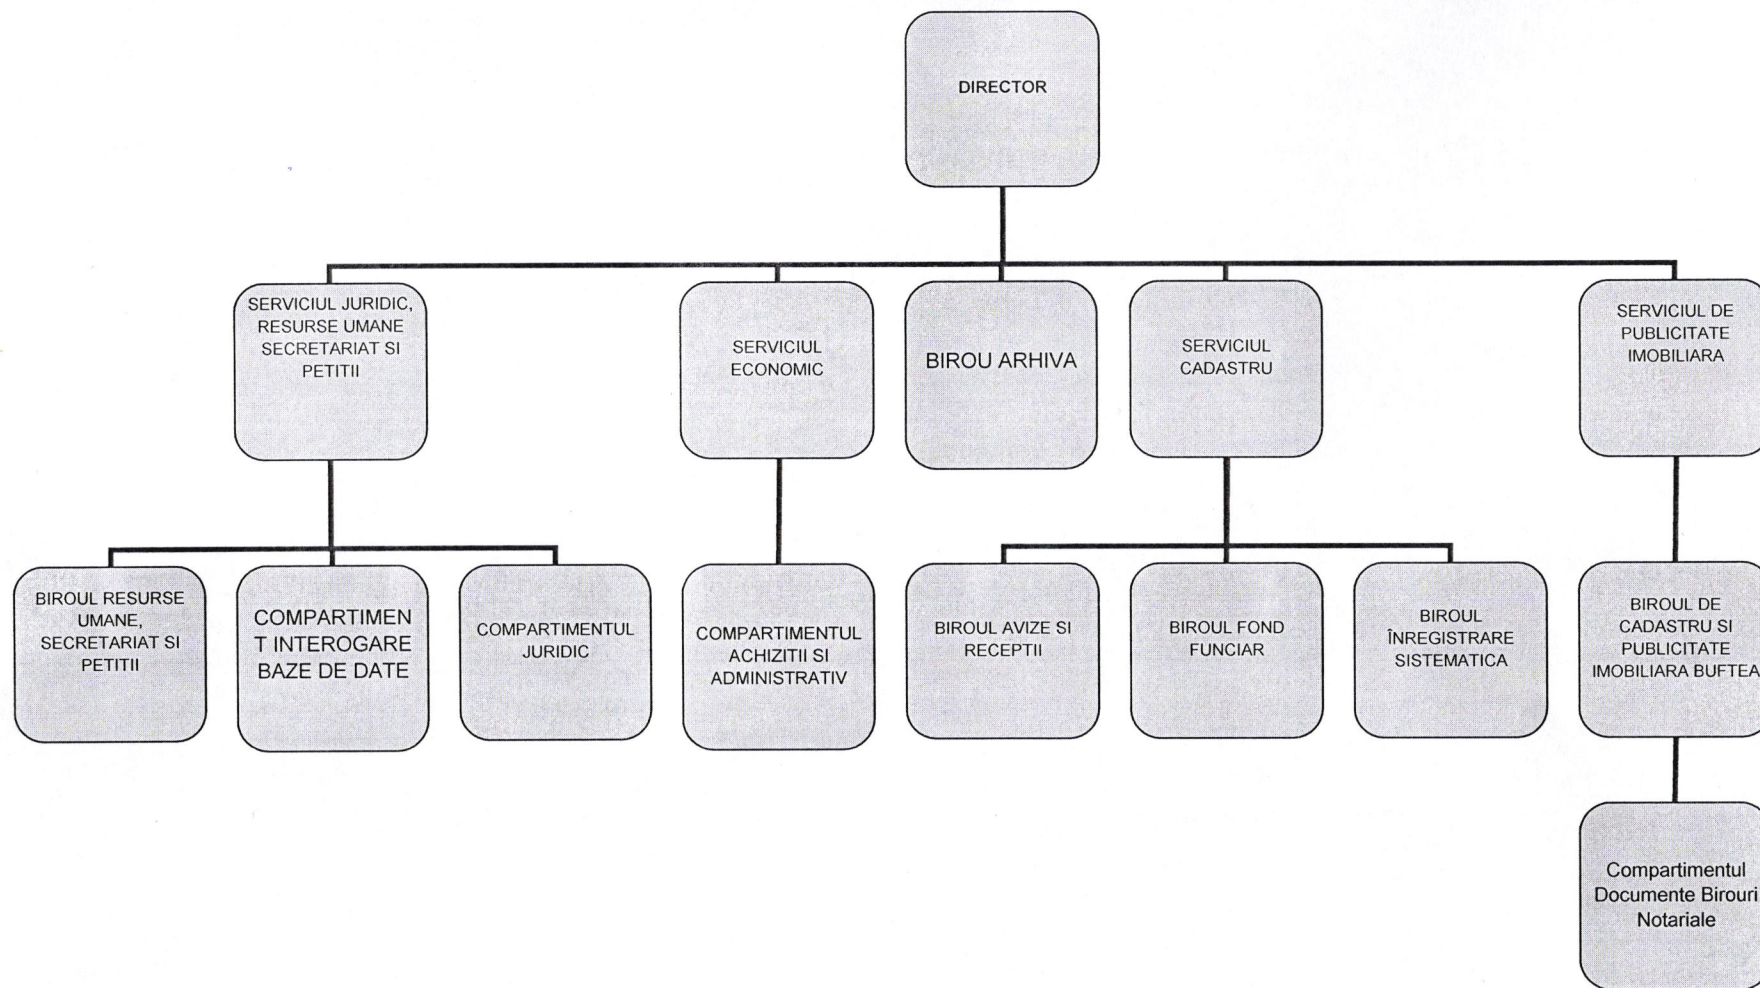 DIRECTOR
SERVICIUL JURIDIC,
RESURSE UMANE
SECRETARIAT SI
PETITII
SERVICIUL
ECONOMIC
BIROU ARHIVA
SERVICIUL
CADASTRU
SERVICIUL DE
PUBLICITATE
IMOBILIARA
BIROUL RESURSE
UMANE,
SECRETARIAT SI
PETITII
COMPARTIMEN
T INTEROGARE
BAZE DE DATE
COMPARTIMENTUL
JURIDIC
COMPARTIMENTUL
ACHIZITII SI
ADMINISTRATIV
BIROUL AVIZE SI
RECEPTII
BIROUL FOND
FUNCIAR
BIROUL
ÎNREGISTRARE
SISTEMATICA
BIROUL DE
CADASTRU SI
PUBLICITATE
IMOBILIARA BUFTEA
Compartimentul
Documente Birouri
Notariale